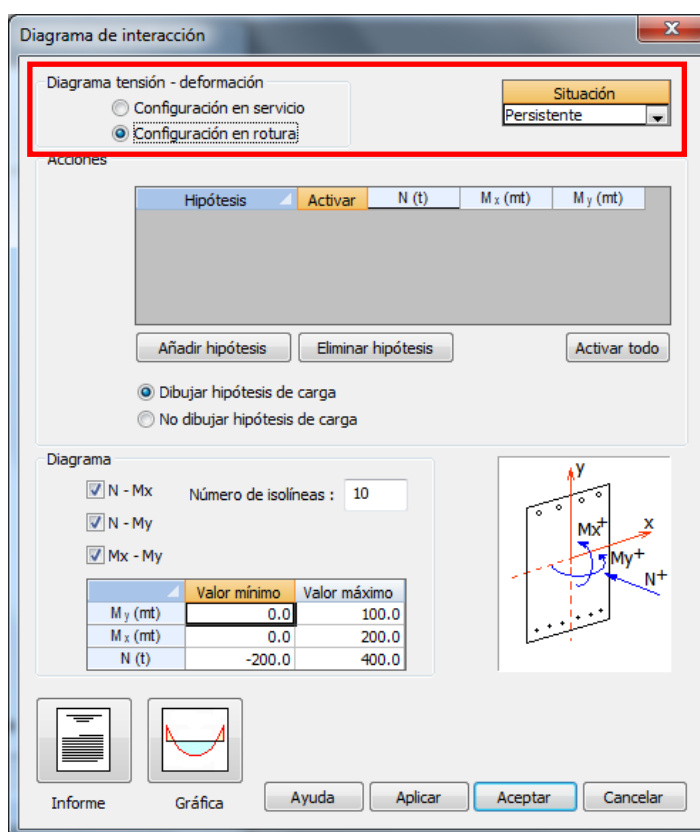 Diagrama de interacción
x
Diagrama tensión - deformación
Configuración en servicio
Configuración en rotura
Situación
Persistente
Acciones
Hipótesis Activar N (t) Mx (mt) My (mt)
Añadir hipótesis Eliminar hipótesis Activar todo
Dibujar hipótesis de carga
No dibujar hipótesis de carga
Diagrama
N - Mx Número de isolíneas : 10
N - My
Mx - My
Valor mínimo Valor máximo
My (mt) 0.0 100.0
Mx (mt) 0.0 200.0
N (t) -200.0 400.0
y
x
Mx+
My+
N+
Informe Gráfica Ayuda Aplicar Aceptar Cancelar